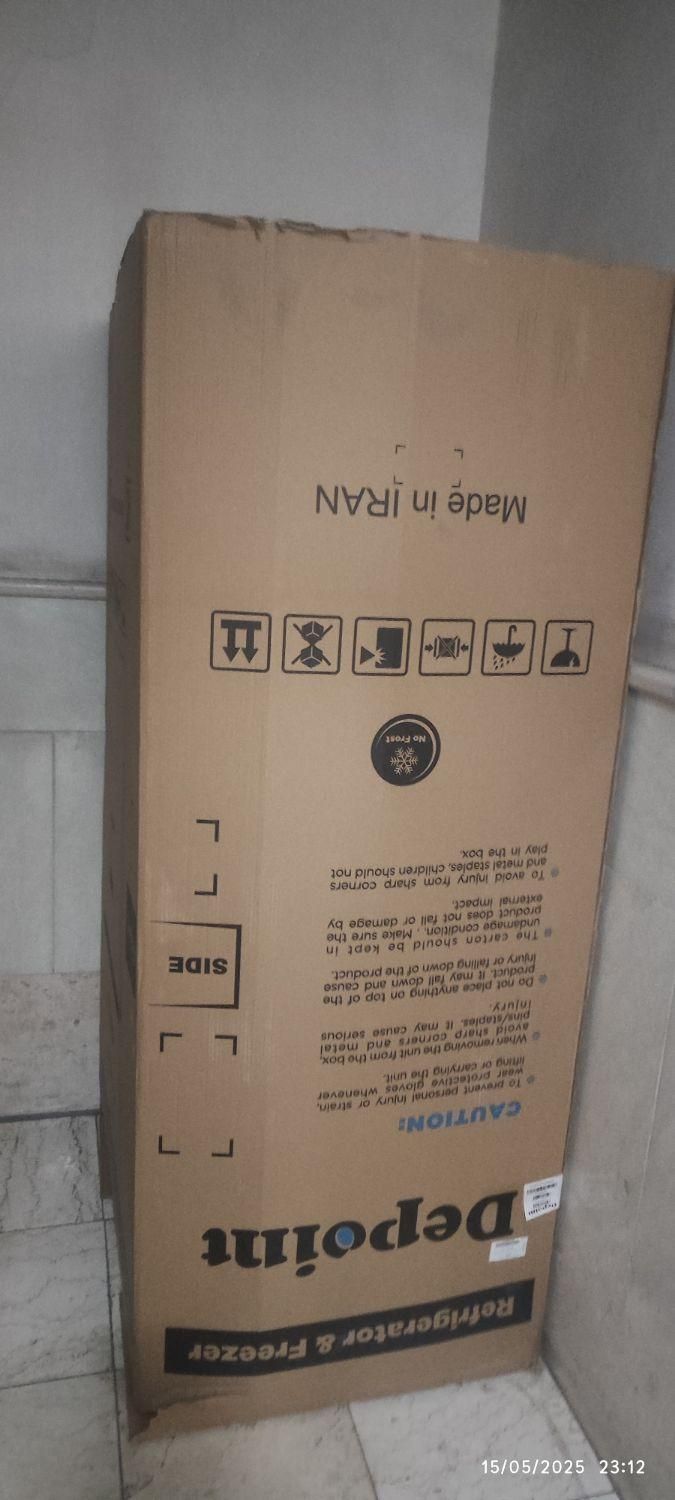 Refrigerator & Freezer
Depoint
CAUTION:
To prevent personal injury or strain,
wear protective gloves whenever
lifting or carrying the unit.
When removing the unit from the box,
avoid sharp corners and metal
pins/staples. It may cause serious
injury.
Do not place anything on top of the
product. It may fall down and cause
injury or falling down of the product.
The carton should be kept in
undamage condition. . Make sure the
product does not fall or damage by
external impact.
To avoid injury from sharp corners
and metal staples, children should not
play in the box.
SIDE
No Frost
Made in IRAN
15/05/2025 23:12